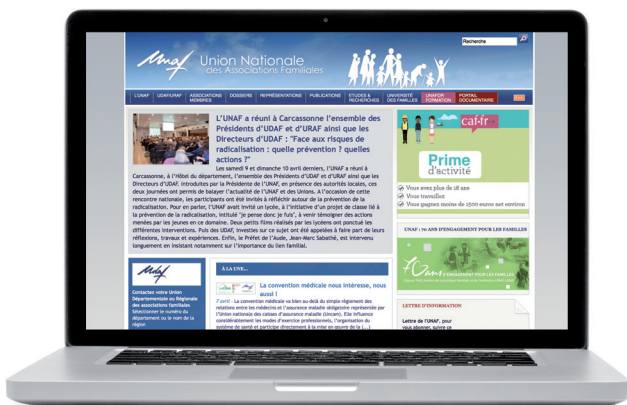 Recherche
Unaf
Union Nationale
des Associations Familiales
L'UNAF
UDAF/URAF
ASSOCIATIONS
MEMBRES
DOSSIERS
REPRÉSENTATIONS
PUBLICATIONS
ETUDES &
RECHERCHES
UNIVERSITÉ
DES FAMILLES
UNAFOR
FORMATION
PORTAIL
DOCUMENTAIRE
L'UNAF a réuni à Carcassonne l'ensemble des
Présidents d'UDAF et d'URAF ainsi que les
Directeurs d'UDAF : "Face aux risques de
radicalisation : quelle prévention ? quelles
actions ?"
Les samedi 9 et dimanche 10 avril derniers, l'UNAF a réuni à
Carcassonne, à l'Hôtel du département, l'ensemble des Présidents d'UDAF et d'URAF ainsi que les
Directeurs d'UDAF. Introduites par la Présidente de l'UNAF, en présence des autorités locales, ces
deux journées ont permis de balayer l'actualité de l'UNAF et des Unions. A l'occasion de cette
rencontre nationale, les participants ont été invités à réfléchir autour de la prévention de la
radicalisation. Pour en parler, l'UNAF avait invité un lycée, à l'initiative d'un projet de classe lié à
la prévention de la radicalisation, intitulé "je pense donc je fuis", à venir témoigner des actions
menées par les jeunes en ce domaine. Deux petits films réalisés par les lycéens ont ponctué les
différentes interventions. Puis des UDAF, investies sur ce sujet ont été appelées à faire part de leurs
réflexions, travaux et expériences. Enfin, le Préfet de l'Aude, Jean-Marc Sabathé, est intervenu
longuement en insistant notamment sur l'importance du lien familial.
caf·fr
Prime
d'activité
Vous avez plus de 18 ans
Vous travaillez
Vous gagnez moins de 1500 euros net environ
UNAF : 70 ANS D'ENGAGEMENT POUR LES FAMILLES
70 ans
D'ENGAGEMENT POUR LES FAMILLES
LETTRE D'INFORMATION
Lettre de l'UNAF, pour
vous abonner, suivre ce
Udaf
Contactez votre Union
Départementale ou Régionale
des associations familiales
Sélectionner le numéro du
département ou le nom de la
région
À LA UNE...
La convention médicale nous intéresse, nous
aussi !
7 avril - La convention médicale va bien au-delà du simple règlement des
relations entre les médecins et l'assurance maladie obligatoire représentée par
l'Union nationale des caisses d'assurance maladie (Uncam). Elle influence
considérablement les modes d'exercice professionnels, l'organisation du
système de santé et participe directement à la mise en œuvre de la (...)